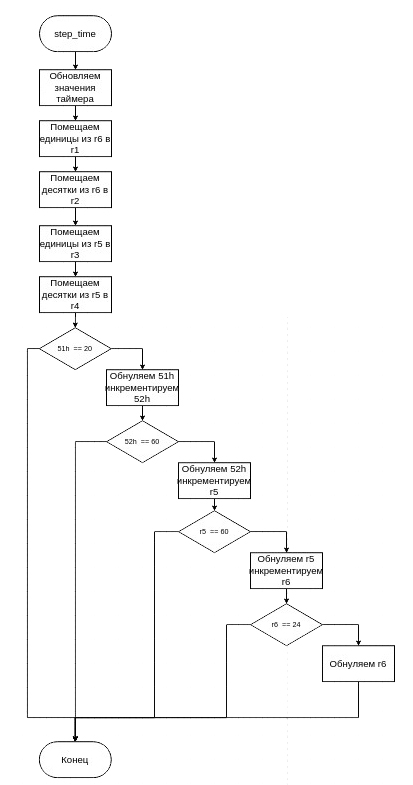 step_time
Обновляем
значения
таймера
Помещаем
единицы из r6 в
r1
Помещаем
десятки из r6 в
r2
Помещаем
единицы из r5 в
r3
Помещаем
десятки из r5 в
r4
51h == 20
Обнуляем 51h
инкрементируем
52h
52h == 60
Обнуляем 52h
инкрементируем
r5
r5 == 60
Обнуляем r5
инкрементируем
r6
r6 == 24
Обнуляем r6
Конец